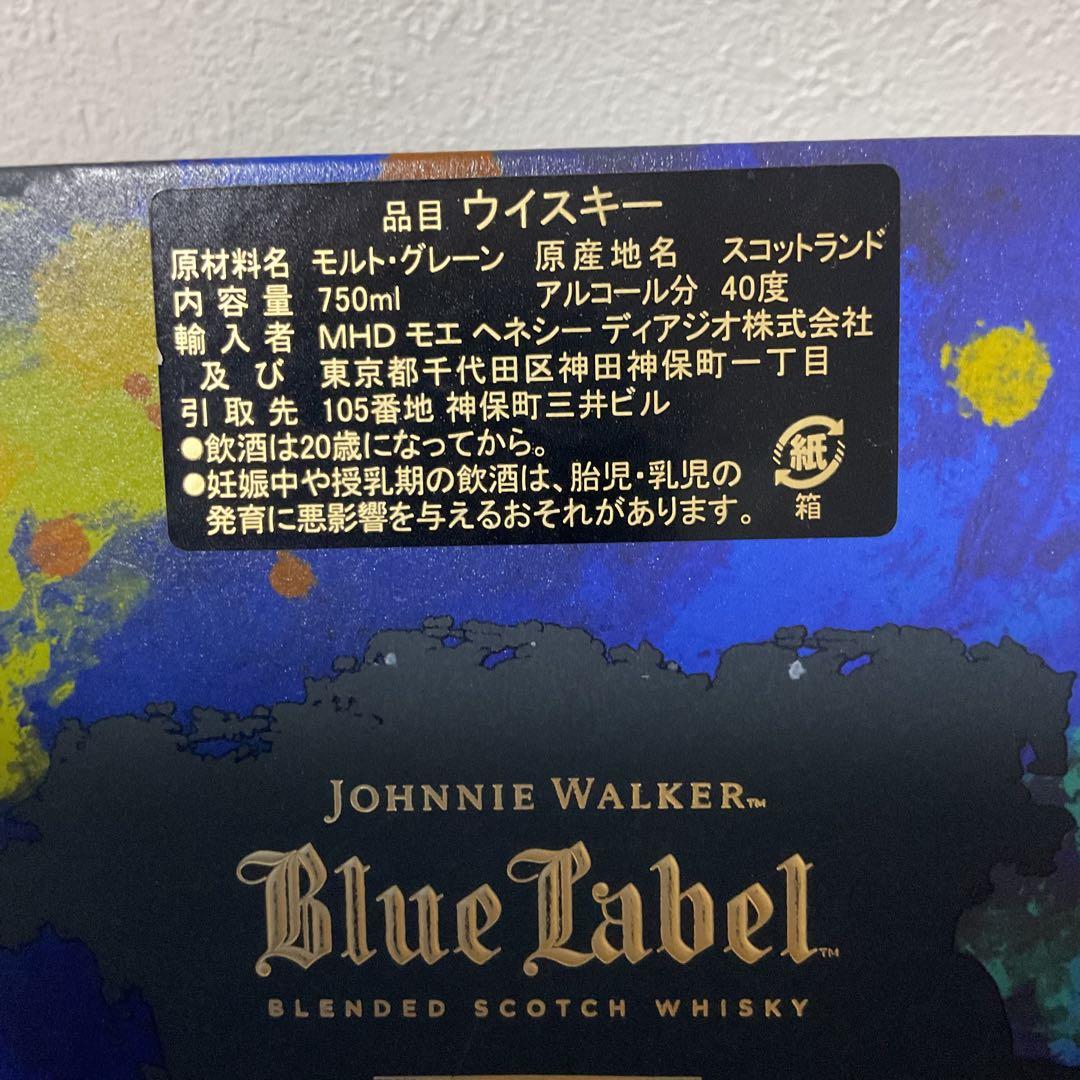 品目 ウイスキー
原材料名 モルト・グレーン 原産地名 スコットランド
内容量 750ml アルコール分 40度
輸入者 MHD モエ ヘネシー ディアジオ株式会社
及び 東京都千代田区神田神保町一丁目
引取先 105番地 神保町三井ビル
●飲酒は20歳になってから。
●妊娠中や授乳期の飲酒は、胎児・乳児の
発育に悪影響を与えるおそれがあります。
紙
箱
JOHNNIE WALKER™
Blue Label™
BLENDED SCOTCH WHISKY